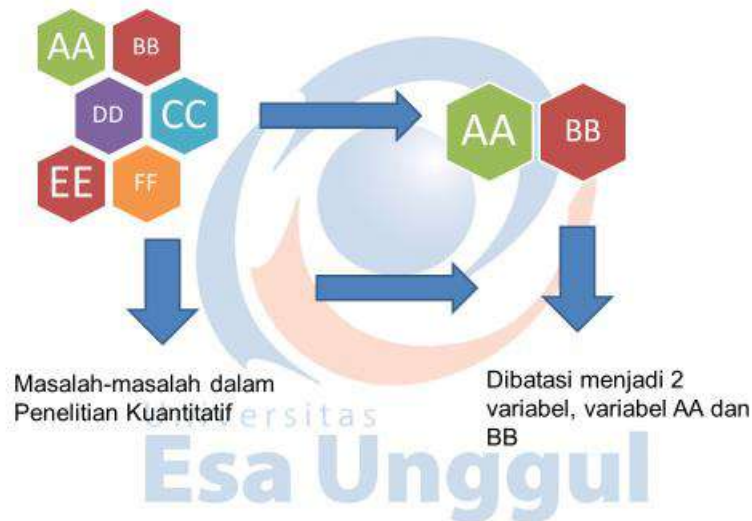 AA BB
DD CC
EE FF
AA BB
Masalah-masalah dalam
Penelitian Kuantitatif
Dibatasi menjadi 2
variabel, variabel AA dan
BB
Universitas
Esa Unggul